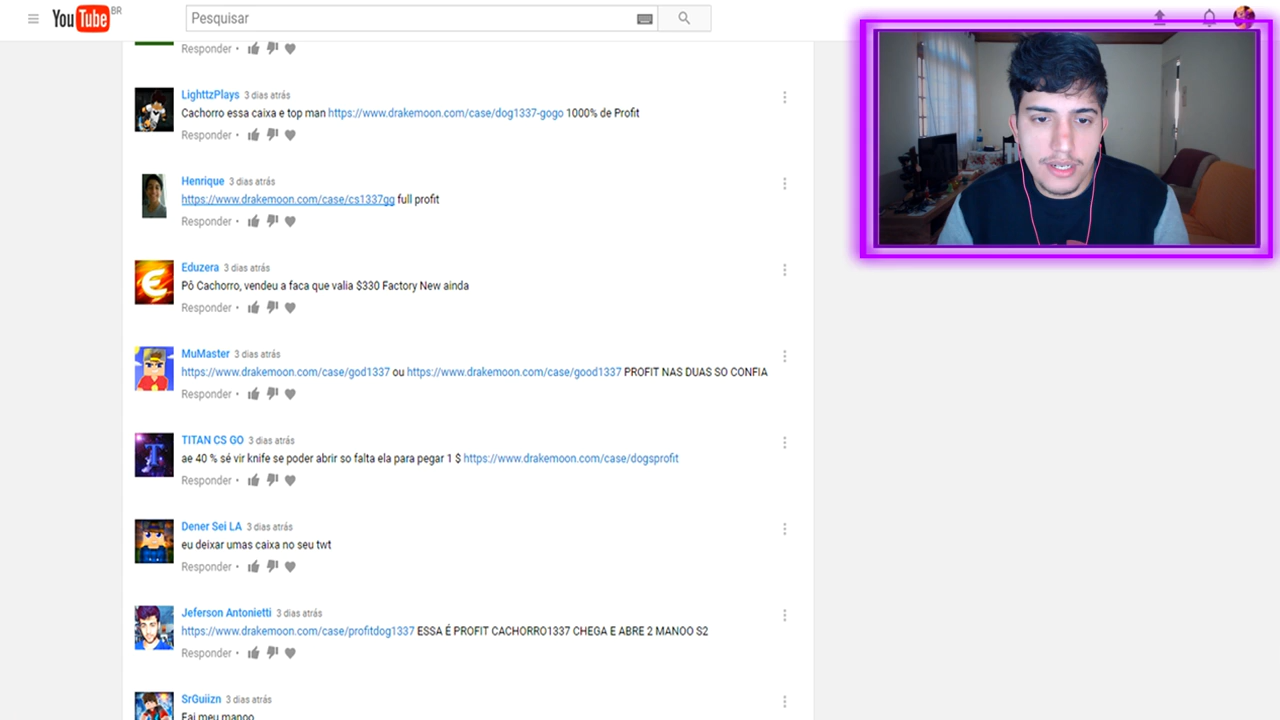 YouTube BR
Pesquisar
Responder •
LighttzPlays 3 dias atrás
Cachorro essa caixa e top man https://www.drakemoon.com/case/dog1337-gogo 1000% de Profit
Responder •
Henrique 3 dias atrás
https://www.drakemoon.com/case/cs1337gg full profit
Responder •
Eduzera 3 dias atrás
Pô Cachorro, vendeu a faca que valia $330 Factory New ainda
Responder •
MuMaster 3 dias atrás
https://www.drakemoon.com/case/god1337 ou https://www.drakemoon.com/case/good1337 PROFIT NAS DUAS SO CONFIA
Responder •
TITAN CS GO 3 dias atrás
ae 40 % sé vir knife se poder abrir so falta ela para pegar 1 $ https://www.drakemoon.com/case/dogsprofit
Responder •
Dener Sei LA 3 dias atrás
eu deixar umas caixa no seu twt
Responder •
Jeferson Antonietti 3 dias atrás
https://www.drakemoon.com/case/profitdog1337 ESSA É PROFIT CACHORRO1337 CHEGA E ABRE 2 MANOO S2
Responder •
SrGuiizn 3 dias atrás
Fai meu manoo